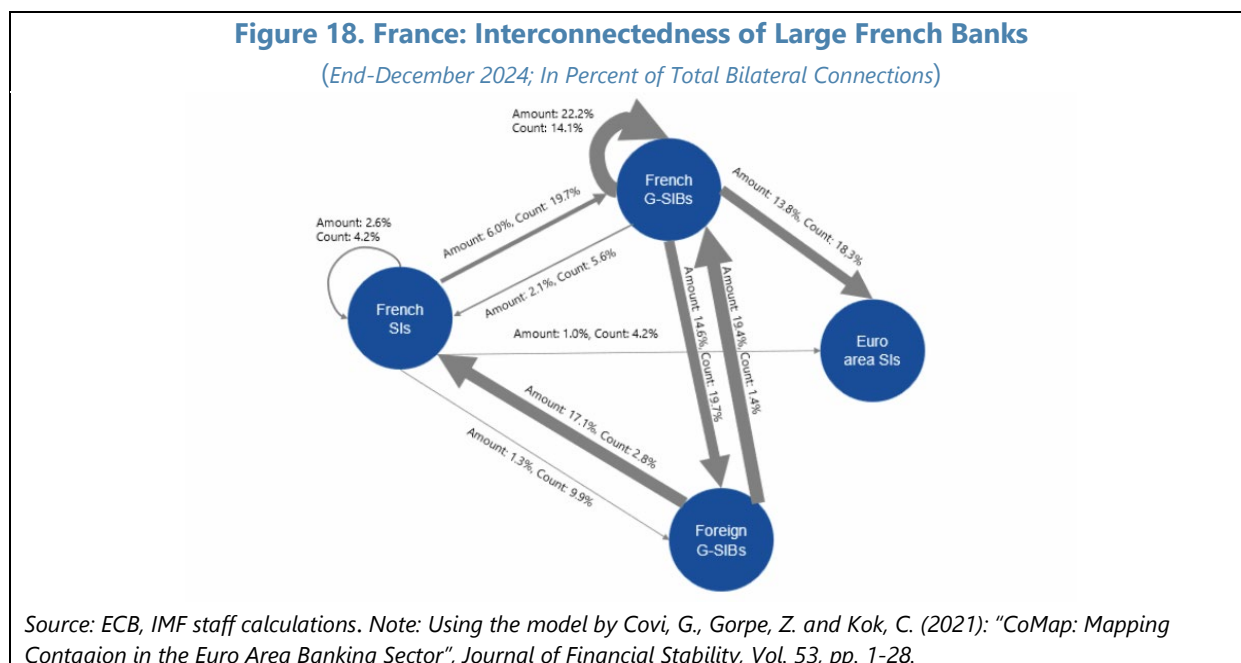 Figure 18. France: Interconnectedness of Large French Banks
(End-December 2024; In Percent of Total Bilateral Connections)
Amount: 22.2%
Count: 14.1%
French
G-SIBs
Amount: 13.8%, Count: 18.3%
Amount: 6.0%, Count: 19.7%
Amount: 2.6%
Count: 4.2%
Amount: 2.1%, Count: 5.6%
Amount: 14.6%, Count: 19.7%
Amount: 19.4%, Count: 1.4%
French
SIs
Amount: 1.0%, Count: 4.2%
Euro
area SIs
Amount: 17.1%, Count: 2.8%
Amount: 1.3%, Count: 9.9%
Foreign
G-SIBs
Source: ECB, IMF staff calculations. Note: Using the model by Covi, G., Gorpe, Z. and Kok, C. (2021): “CoMap: Mapping
Contagion in the Euro Area Banking Sector”, Journal of Financial Stability, Vol. 53, pp. 1-28.